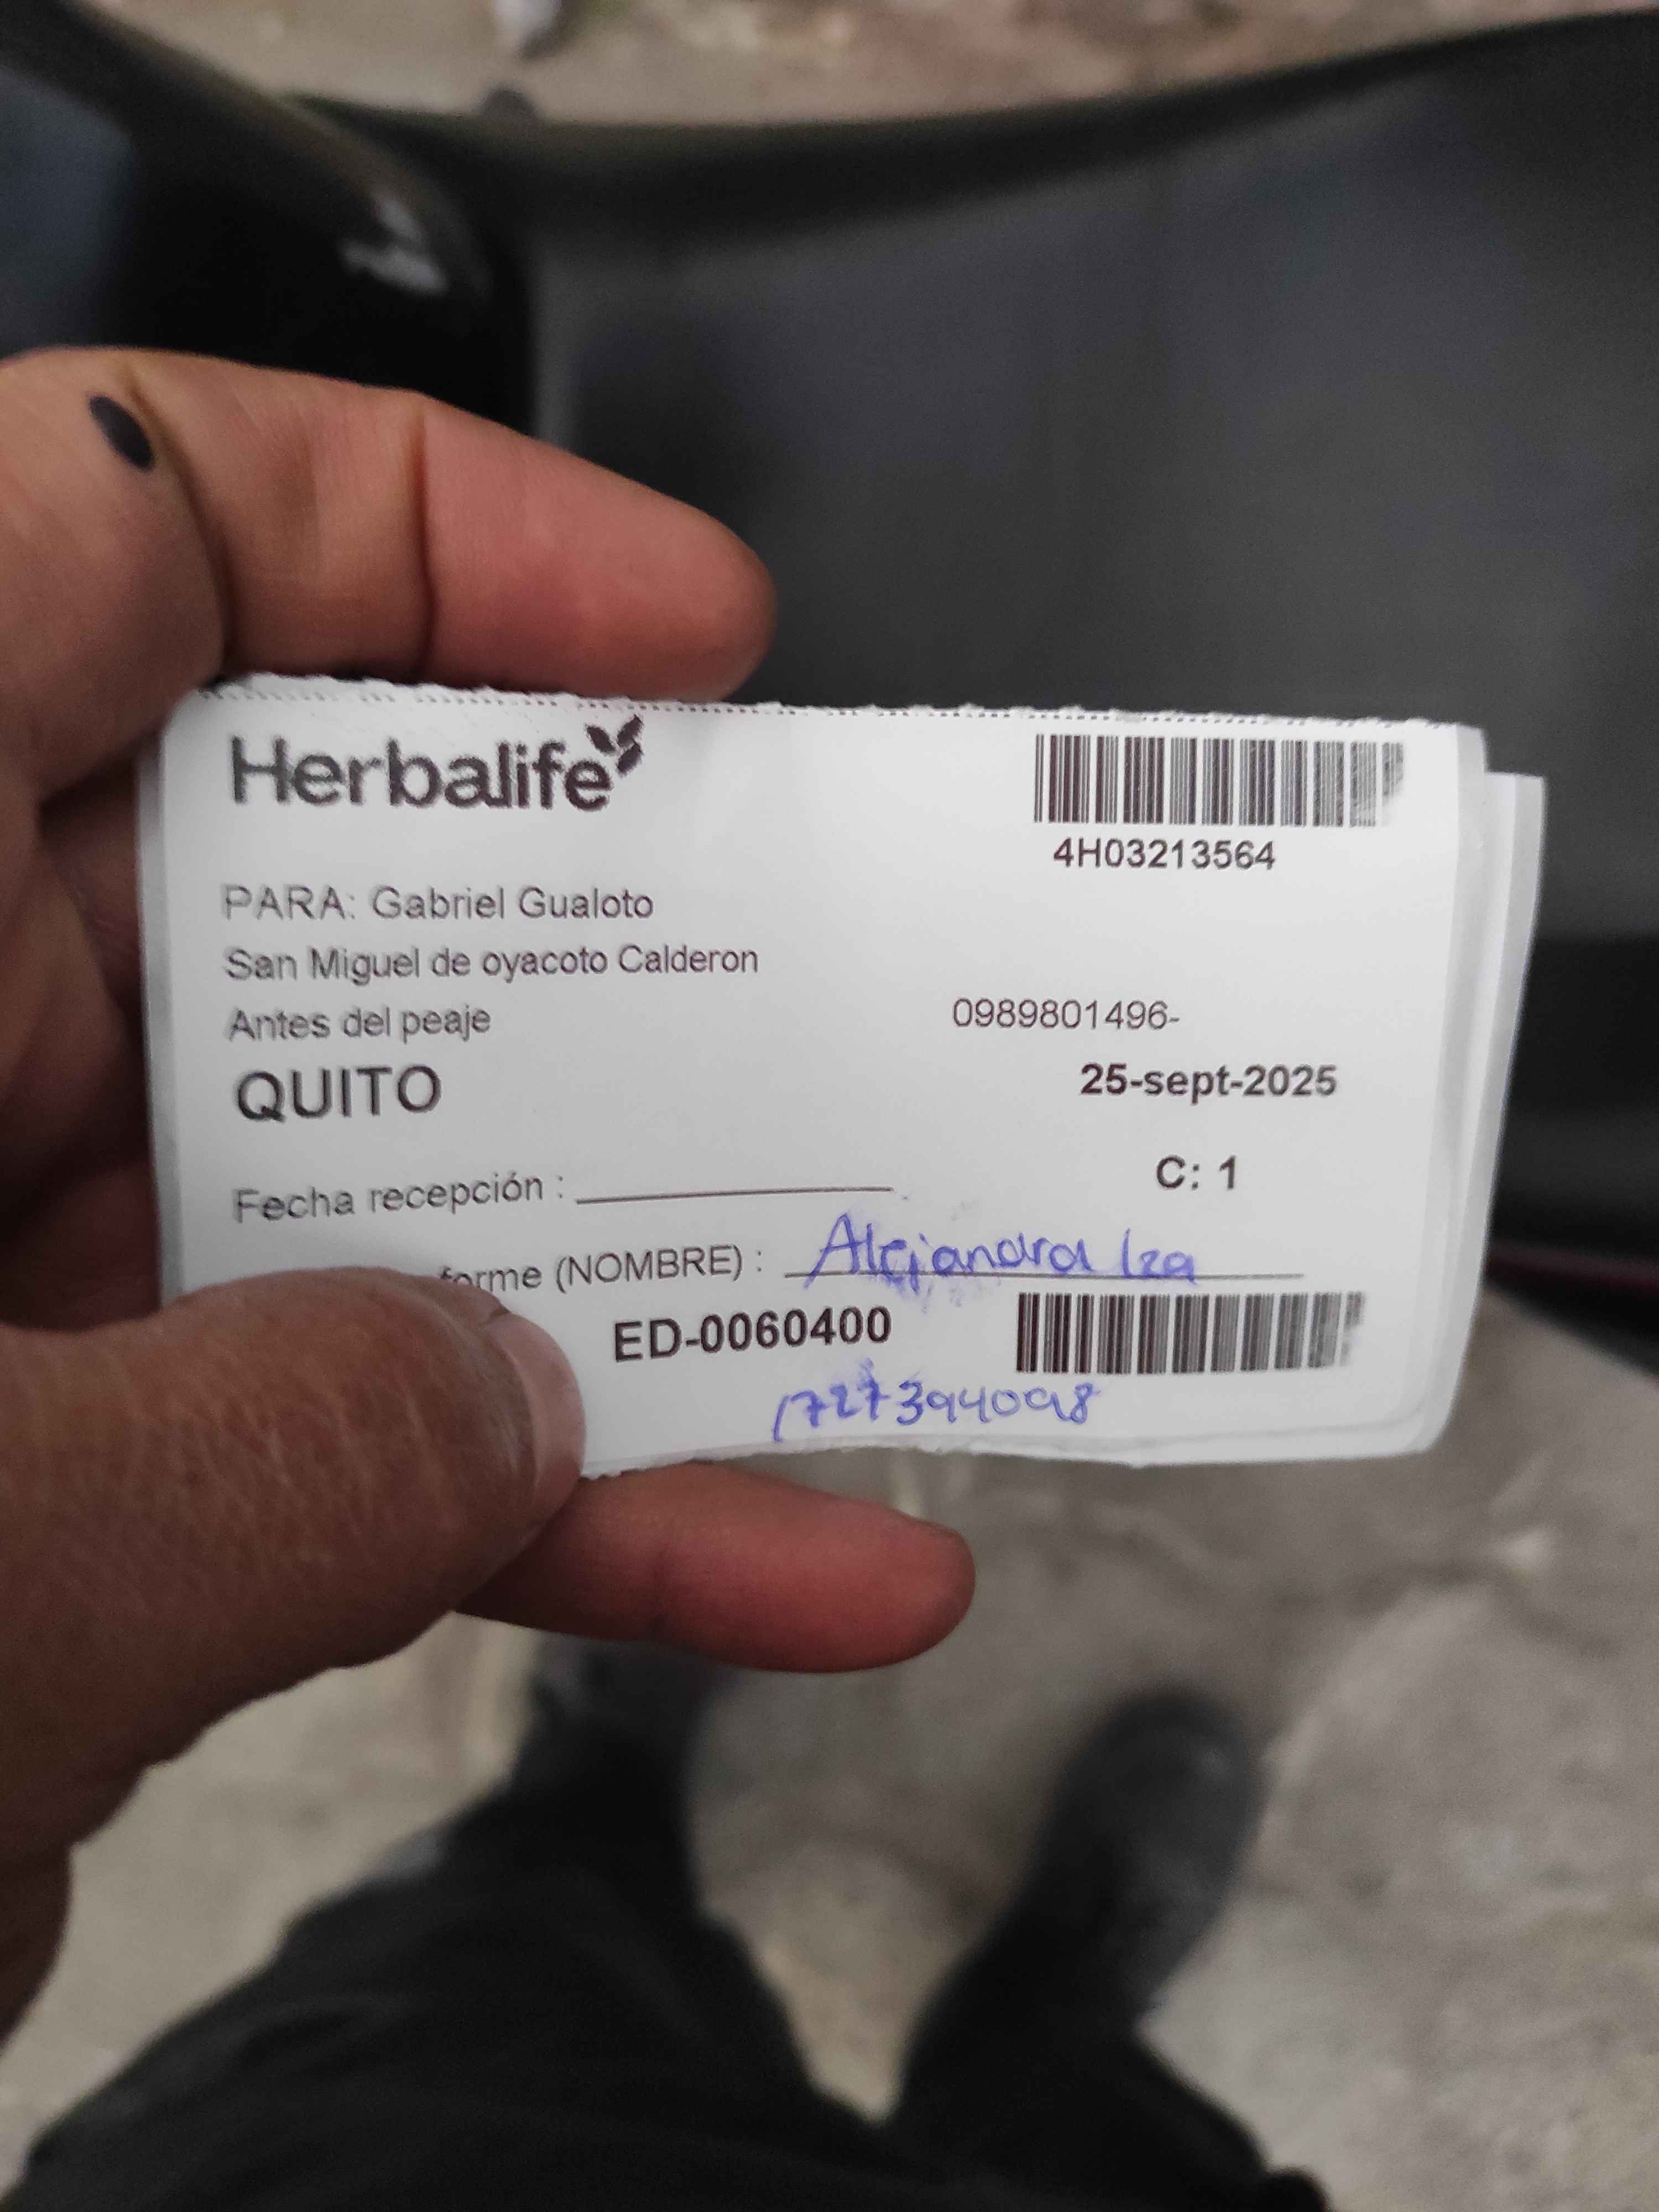 Herbalife
4H03213564
PARA: Gabriel Gualoto
San Miguel de oyacoto Calderon
Antes del peaje 0989801496-
QUITO 25-sept-2025
C: 1
Fecha recepción :
forme (NOMBRE) : Alejandra Iza
ED-0060400
1727394098